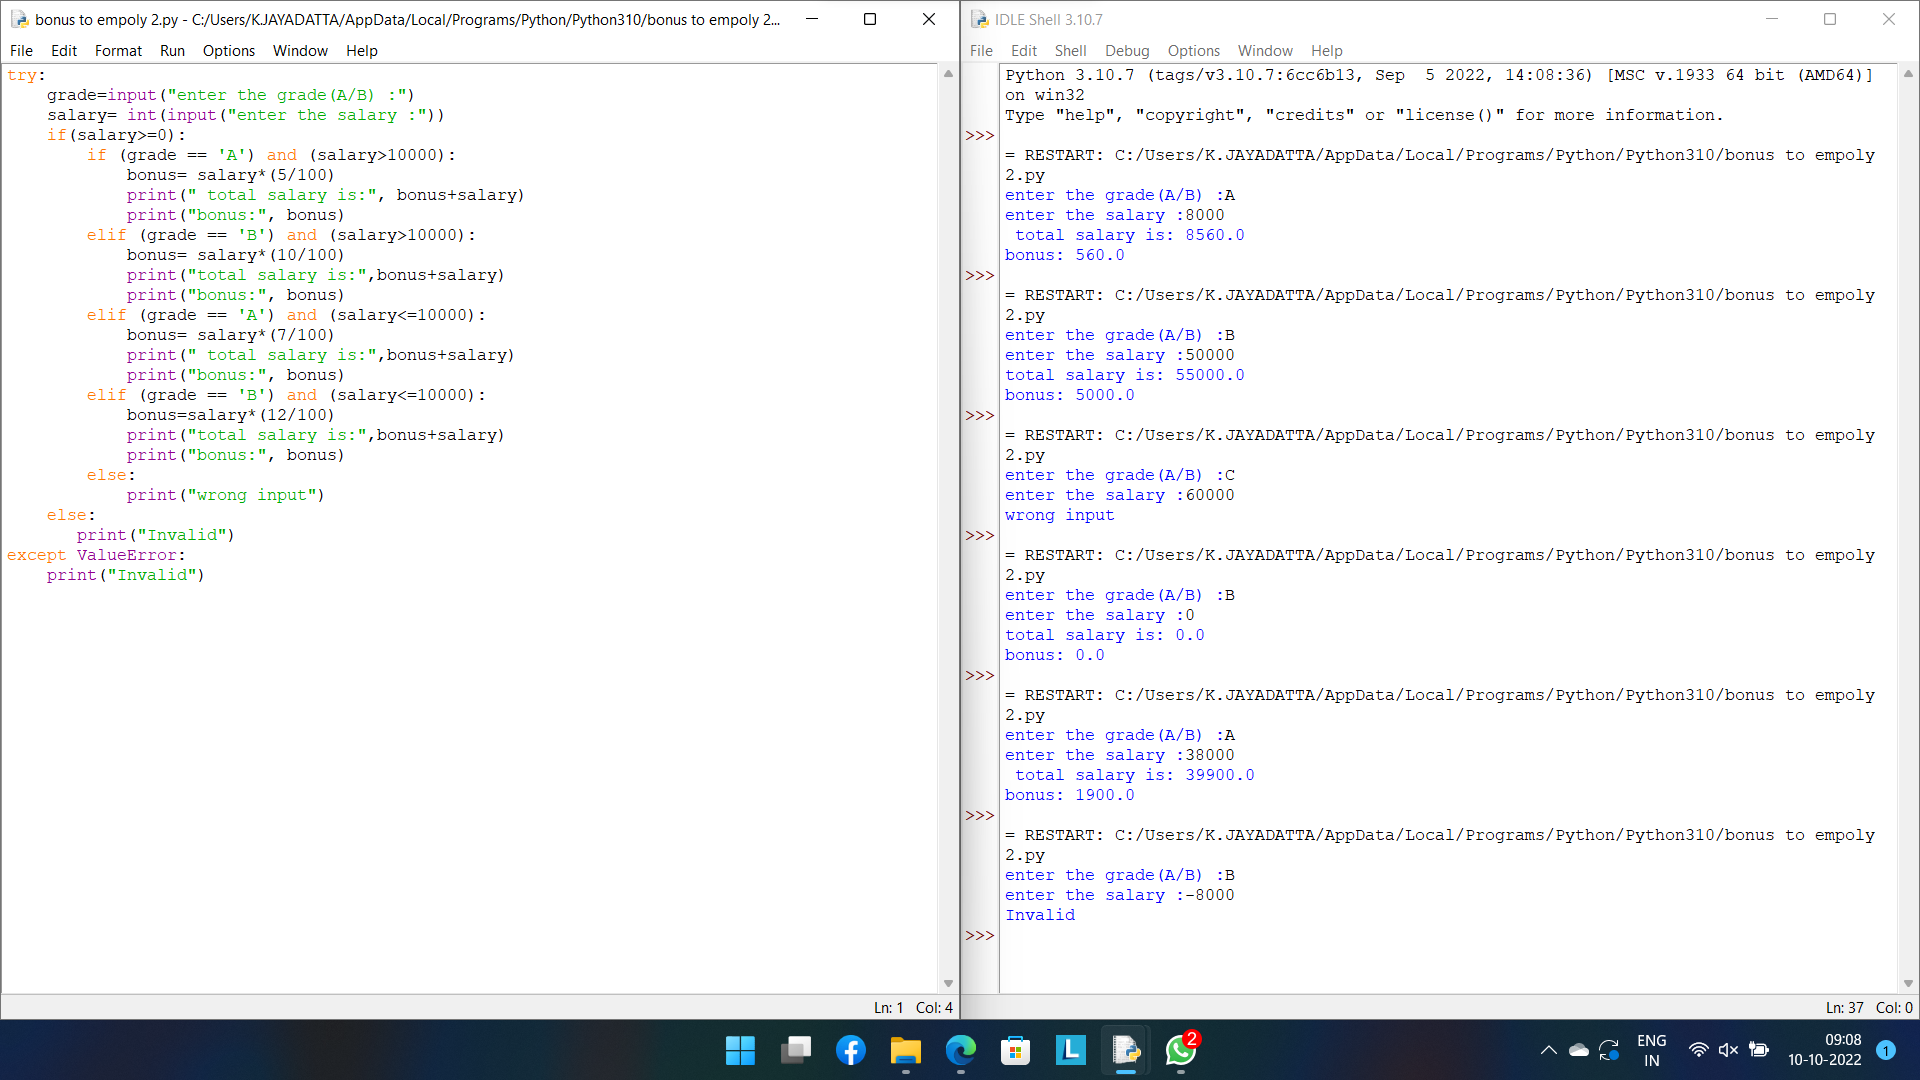 bonus to empoly 2.py - C:/Users/K.JAYADATTA/AppData/Local/Programs/Python/Python310/bonus to empoly 2...
File Edit Format Run Options Window Help
try:
    grade=input("enter the grade(A/B) :")
    salary= int(input("enter the salary :"))
    if(salary>=0):
        if (grade == 'A') and (salary>10000):
            bonus= salary*(5/100)
            print(" total salary is:", bonus+salary)
            print("bonus:", bonus)
        elif (grade == 'B') and (salary>10000):
            bonus= salary*(10/100)
            print("total salary is:",bonus+salary)
            print("bonus:", bonus)
        elif (grade == 'A') and (salary<=10000):
            bonus= salary*(7/100)
            print(" total salary is:",bonus+salary)
            print("bonus:", bonus)
        elif (grade == 'B') and (salary<=10000):
            bonus=salary*(12/100)
            print("total salary is:",bonus+salary)
            print("bonus:", bonus)
        else:
            print("wrong input")
    else:
       print("Invalid")
except ValueError:
    print("Invalid")
Ln: 1 Col: 4
IDLE Shell 3.10.7
File Edit Shell Debug Options Window Help
Python 3.10.7 (tags/v3.10.7:6cc6b13, Sep  5 2022, 14:08:36) [MSC v.1933 64 bit (AMD64)]
on win32
Type "help", "copyright", "credits" or "license()" for more information.
>>>
= RESTART: C:/Users/K.JAYADATTA/AppData/Local/Programs/Python/Python310/bonus to empoly
2.py
enter the grade(A/B) :A
enter the salary :8000
 total salary is: 8560.0
bonus: 560.0
>>>
= RESTART: C:/Users/K.JAYADATTA/AppData/Local/Programs/Python/Python310/bonus to empoly
2.py
enter the grade(A/B) :B
enter the salary :50000
total salary is: 55000.0
bonus: 5000.0
>>>
= RESTART: C:/Users/K.JAYADATTA/AppData/Local/Programs/Python/Python310/bonus to empoly
2.py
enter the grade(A/B) :C
enter the salary :60000
wrong input
>>>
= RESTART: C:/Users/K.JAYADATTA/AppData/Local/Programs/Python/Python310/bonus to empoly
2.py
enter the grade(A/B) :B
enter the salary :0
total salary is: 0.0
bonus: 0.0
>>>
= RESTART: C:/Users/K.JAYADATTA/AppData/Local/Programs/Python/Python310/bonus to empoly
2.py
enter the grade(A/B) :A
enter the salary :38000
 total salary is: 39900.0
bonus: 1900.0
>>>
= RESTART: C:/Users/K.JAYADATTA/AppData/Local/Programs/Python/Python310/bonus to empoly
2.py
enter the grade(A/B) :B
enter the salary :-8000
Invalid
>>>
Ln: 37 Col: 0
L
2
ENG
IN
09:08
10-10-2022
1